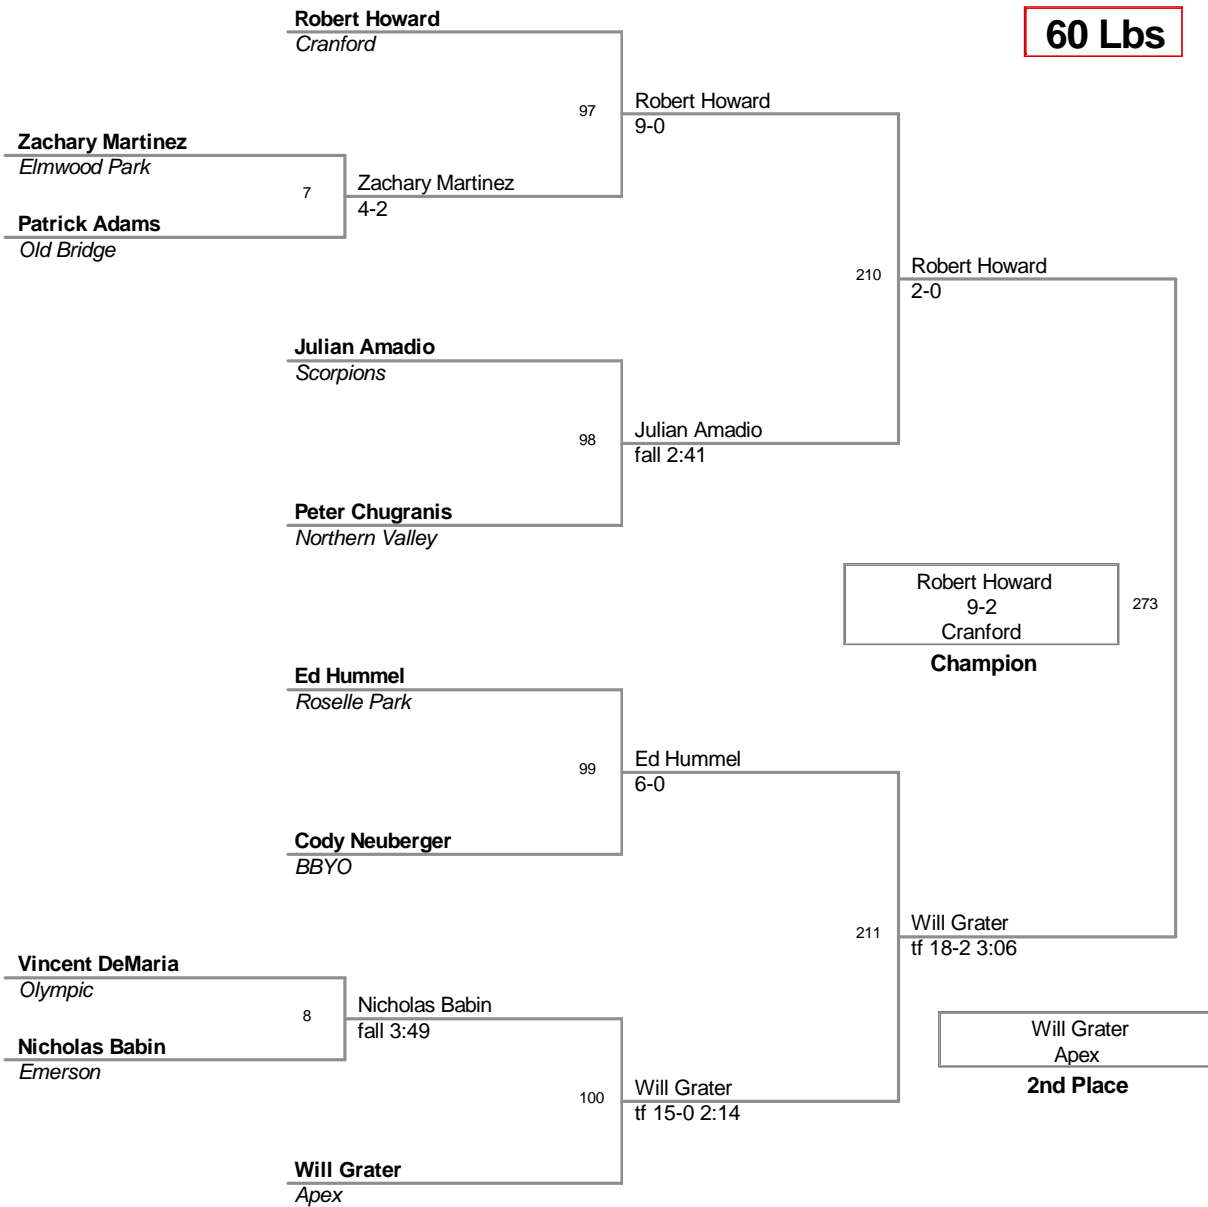 Robert Howard
Cranford
60 Lbs
97
Robert Howard
9-0
Zachary Martinez
Elmwood Park
7
Zachary Martinez
4-2
Patrick Adams
Old Bridge
210
Robert Howard
2-0
Julian Amadio
Scorpions
98
Julian Amadio
fall 2:41
Peter Chugranis
Northern Valley
Robert Howard
9-2
Cranford
273
Champion
Ed Hummel
Roselle Park
99
Ed Hummel
6-0
Cody Neuberger
BBYO
211
Will Grater
tf 18-2 3:06
Vincent DeMaria
Olympic
8
Nicholas Babin
fall 3:49
Nicholas Babin
Emerson
Will Grater
Apex
2nd Place
100
Will Grater
tf 15-0 2:14
Will Grater
Apex